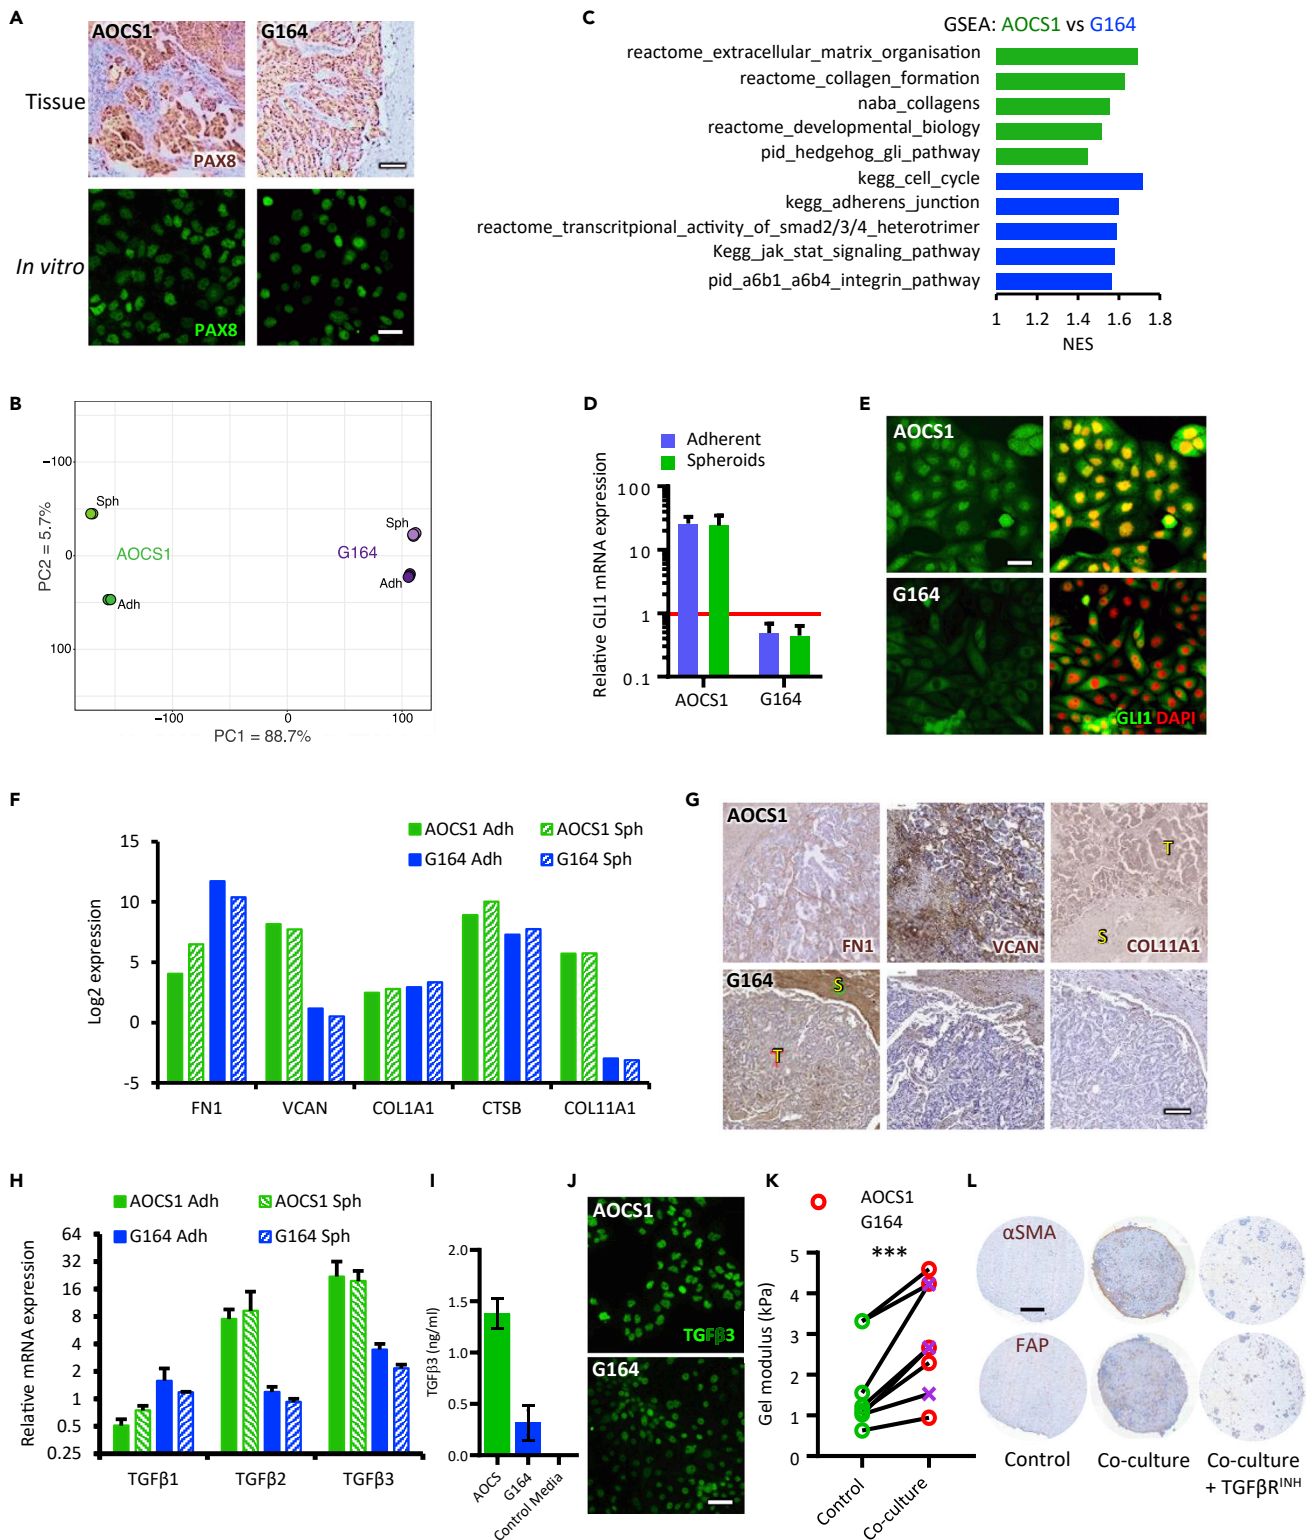 A
AOCS1
G164
Tissue
PAX8
In vitro
PAX8
C
GSEA: AOCS1 vs G164
reactome_extracellular_matrix_organisation
reactome_collagen_formation
naba_collagens
reactome_developmental_biology
pid_hedgehog_gli_pathway
kegg_cell_cycle
kegg_adherens_junction
reactome_transcritpional_activity_of_smad2/3/4_heterotrimer
Kegg_jak_stat_signaling_pathway
pid_a6b1_a6b4_integrin_pathway
1 1.2 1.4 1.6 1.8
NES
B
−100
0
100
PC2 = 5.7%
Sph
AOCS1
Adh
Sph
G164
Adh
−100 0 100
PC1 = 88.7%
D
Adherent
Spheroids
Relative GLI1 mRNA expression
100
10
1
0.1
AOCS1 G164
E
AOCS1
G164
GLI1 DAPI
F
AOCS1 Adh AOCS1 Sph
G164 Adh G164 Sph
Log2 expression
15
10
5
0
-5
FN1 VCAN COL1A1 CTSB COL11A1
G
AOCS1
FN1
VCAN
T
S
COL11A1
G164
S
T
H
AOCS1 Adh AOCS1 Sph
G164 Adh G164 Sph
Relative mRNA expression
64
32
16
8
4
2
1
0.5
0.25
TGFβ1 TGFβ2 TGFβ3
I
TGFβ3 (ng/ml)
2.0
1.5
1.0
0.5
0.0
AOCS
G164
Control Media
J
AOCS1
TGFβ3
G164
K
AOCS1
G164
***
Gel modulus (kPa)
5
4
3
2
1
0
Control
Co-culture
L
αSMA
FAP
Control Co-culture Co-culture
+ TGFβR^INH